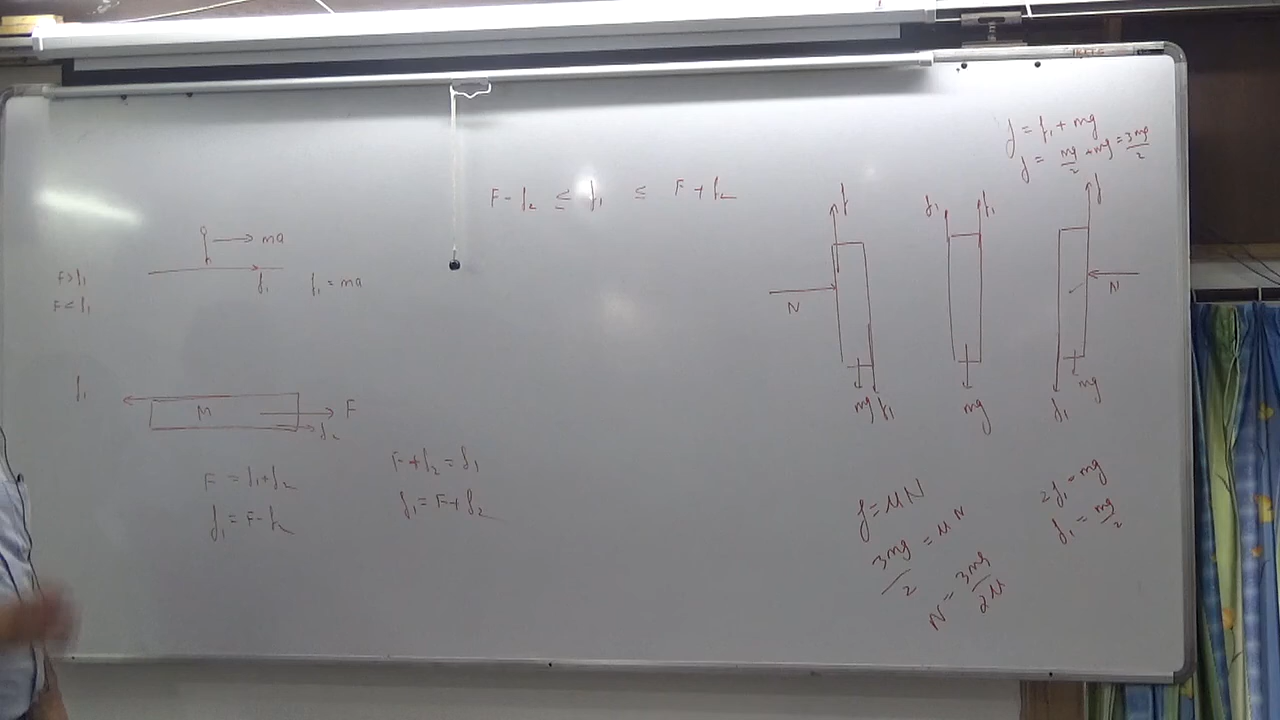 f = f₁ + mg
f = mg/2 + mg = 3mg/2
F - f₂ ≤ f₁ ≤ F + f₂
ma
F > f₁
F < f₁
f₁
f₁ = ma
f₁
M
F
f₂
F = f₁ + f₂
f₁ = F - f₂
F + f₂ = f₁
f₁ = F + f₂
f
N
mg f₁
f₁ f₁
mg
f
N
f₁ mg
f = μN
3mg/2 = μN
N = 3mg/2μ
2f₁ = mg
f₁ = mg/2